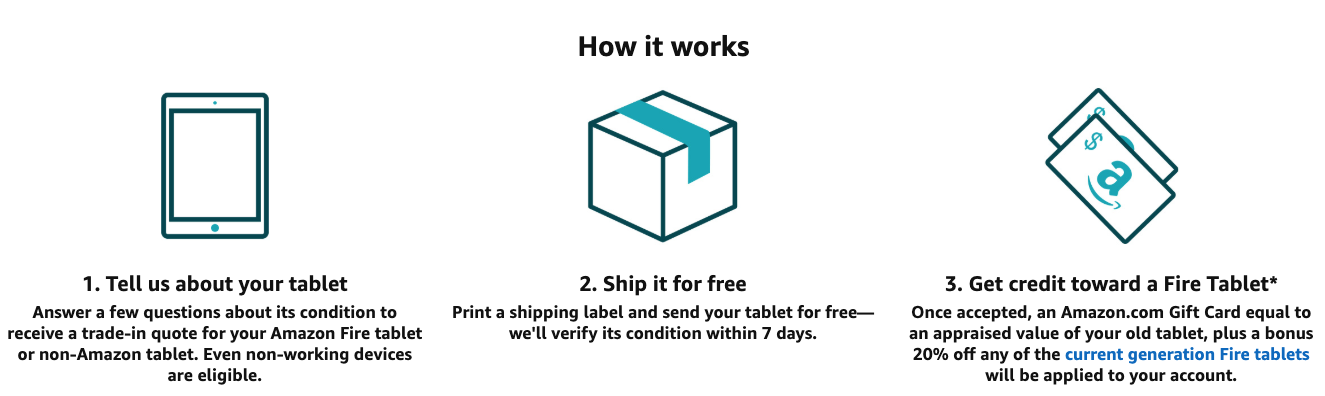 How it works
$
$
a
1. Tell us about your tablet
Answer a few questions about its condition to
receive a trade-in quote for your Amazon Fire tablet
or non-Amazon tablet. Even non-working devices
are eligible.
2. Ship it for free
Print a shipping label and send your tablet for free—
we'll verify its condition within 7 days.
3. Get credit toward a Fire Tablet*
Once accepted, an Amazon.com Gift Card equal to
an appraised value of your old tablet, plus a bonus
20% off any of the current generation Fire tablets
will be applied to your account.